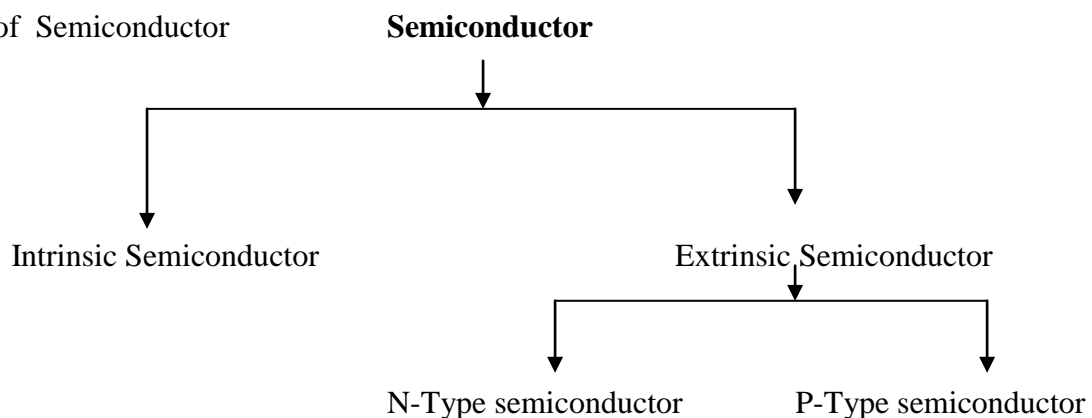 of Semiconductor Semiconductor
Intrinsic Semiconductor Extrinsic Semiconductor
N-Type semiconductor P-Type semiconductor